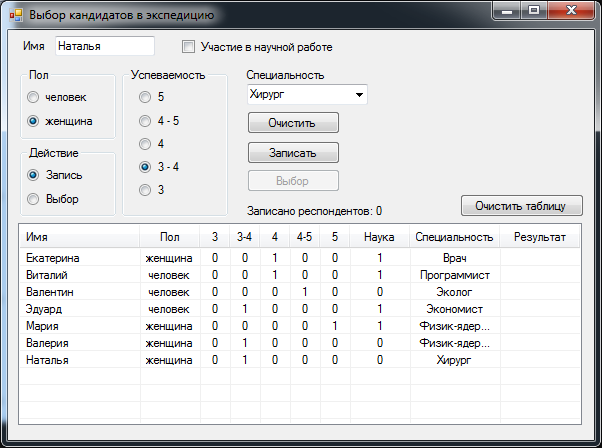 Выбор кандидатов в экспедицию
Имя Наталья Участие в научной работе
Пол Успеваемость Специальность
человек 5 Хирург
женщина 4 - 5 Очистить
Действие 4 Записать
Запись 3 - 4 Выбор
Выбор 3
Записано респондентов: 0 Очистить таблицу
Имя Пол 3 3-4 4 4-5 5 Наука Специальность Результат
Екатерина женщина 0 0 1 0 0 1 Врач
Виталий человек 0 0 1 0 0 1 Программист
Валентин человек 0 0 0 1 0 0 Эколог
Эдуард человек 0 1 0 0 0 1 Экономист
Мария женщина 0 0 0 0 1 1 Физик-ядер...
Валерия женщина 0 1 0 0 0 0 Физик-ядер...
Наталья женщина 0 1 0 0 0 0 Хирург